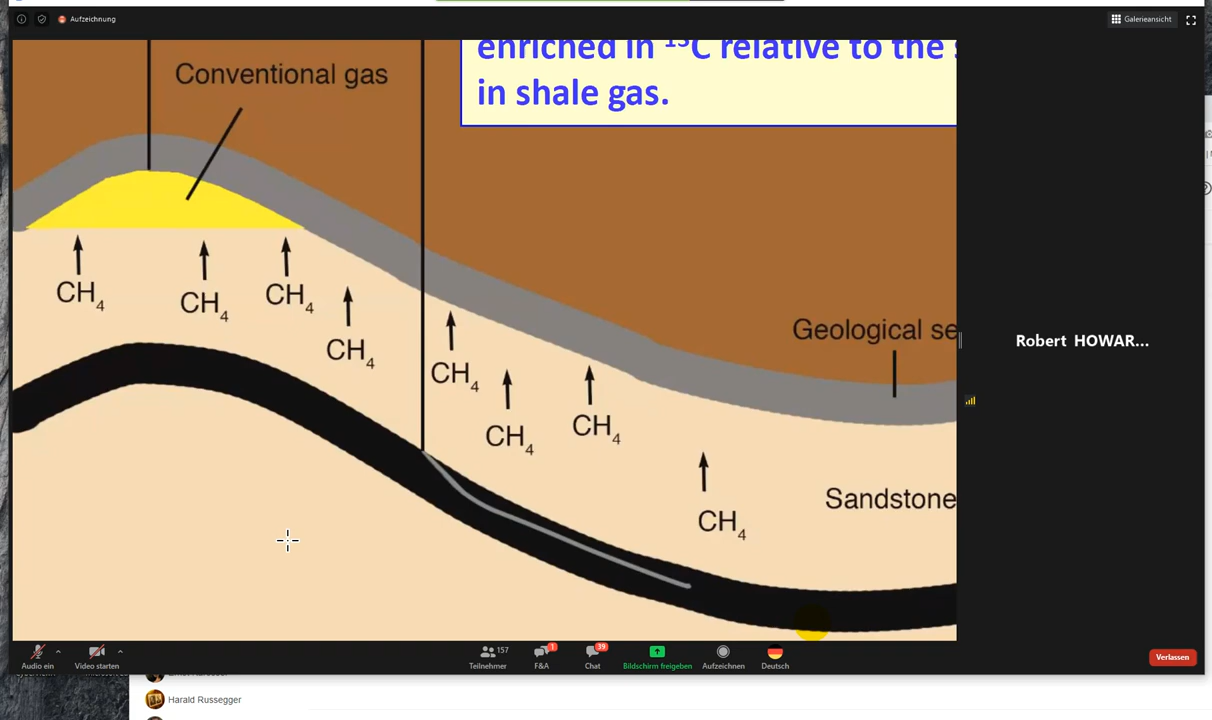 Aufzeichnung
Galerieansicht
enriched in ¹³C relative to the
in shale gas.
Conventional gas
CH₄
CH₄
CH₄
CH₄
CH₄
CH₄
CH₄
CH₄
Geological se
Sandstone
Robert HOWAR...
Audio ein
Video starten
157
Teilnehmer
1
F&A
39
Chat
Bildschirm freigeben
Aufzeichnen
Deutsch
Verlassen
Harald Russegger